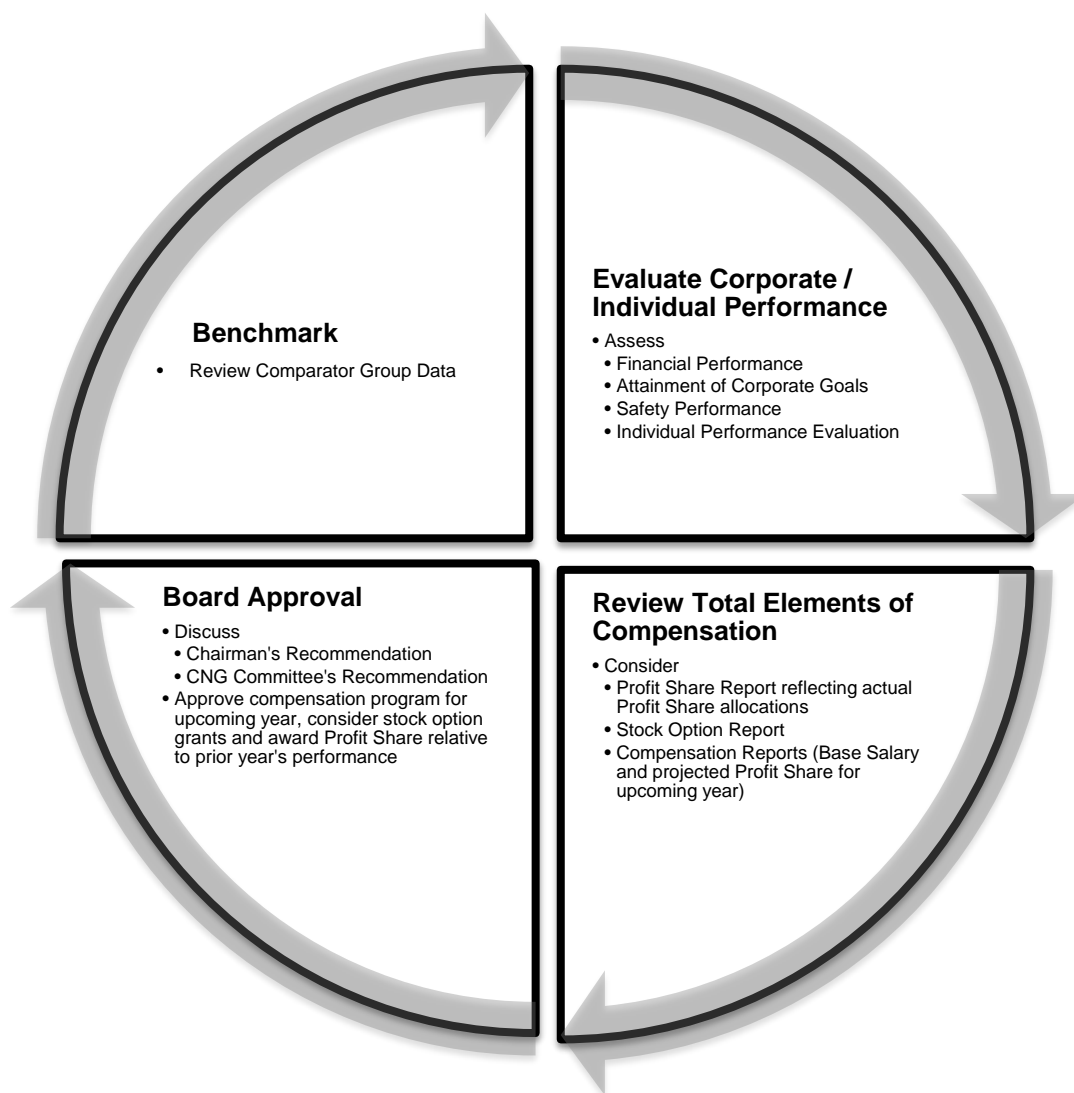 Benchmark
• Review Comparator Group Data
Evaluate Corporate /
Individual Performance
• Assess
• Financial Performance
• Attainment of Corporate Goals
• Safety Performance
• Individual Performance Evaluation
Review Total Elements of
Compensation
• Consider
• Profit Share Report reflecting actual
Profit Share allocations
• Stock Option Report
• Compensation Reports (Base Salary
and projected Profit Share for
upcoming year)
Board Approval
• Discuss
• Chairman's Recommendation
• CNG Committee's Recommendation
• Approve compensation program for
upcoming year, consider stock option
grants and award Profit Share relative
to prior year's performance